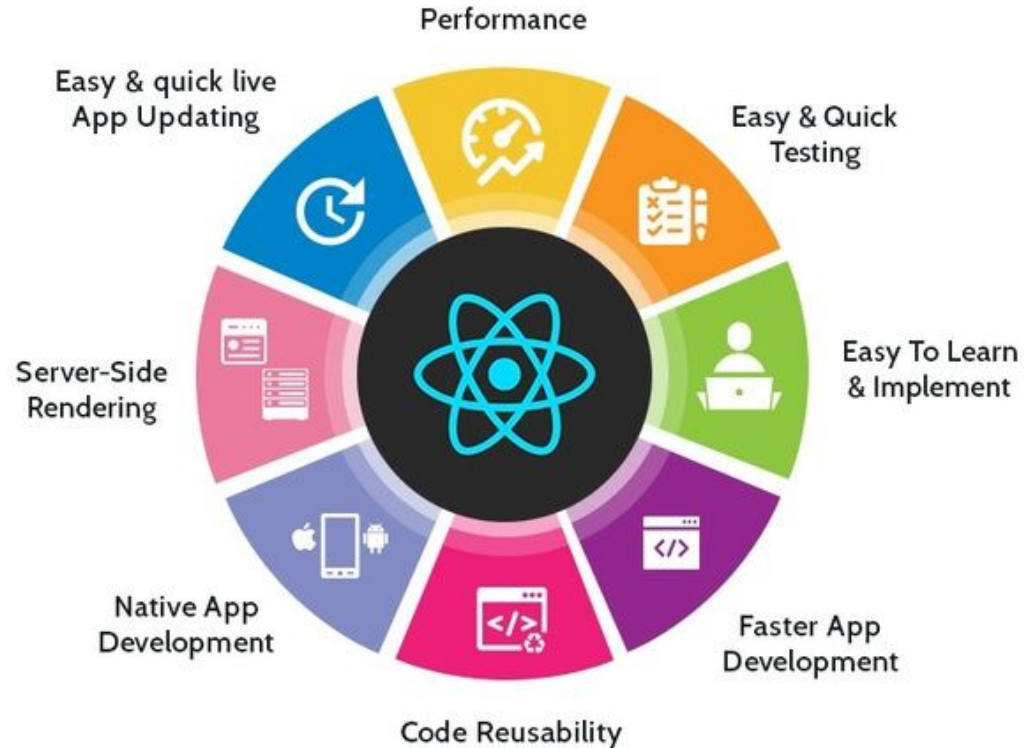 Performance
Easy & quick live
App Updating
Easy & Quick
Testing
Server-Side
Rendering
Easy To Learn
& Implement
Native App
Development
Faster App
Development
Code Reusability